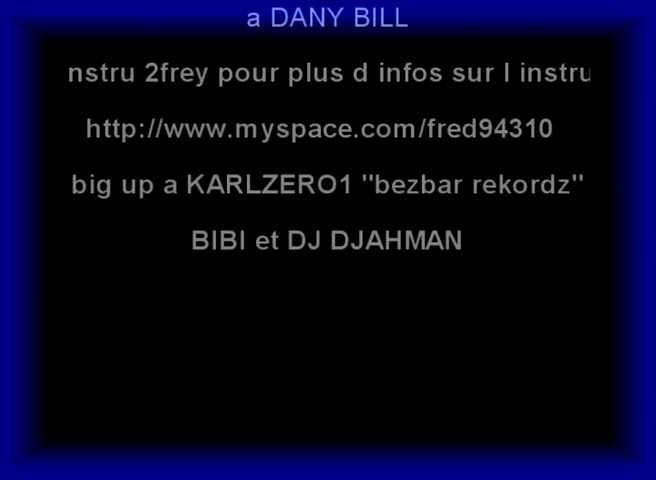 a DANY BILL
nstru 2frey pour plus d infos sur l instru
http://www.myspace.com/fred94310
big up a KARLZERO1 "bezbar rekordz"
BIBI et DJ DJAHMAN